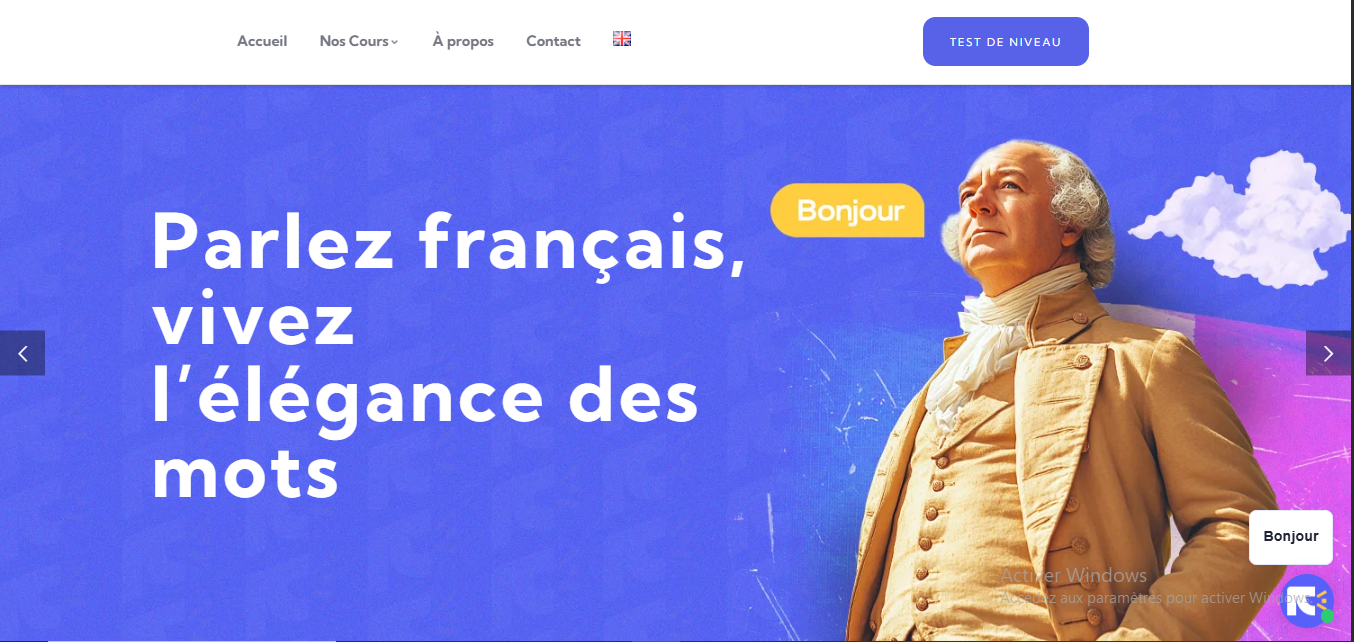 Accueil
Nos Cours
À propos
Contact
TEST DE NIVEAU
Bonjour
Parlez français,
vivez
l’élégance des
mots
Bonjour
Activer Windows
Accédez aux paramètres pour activer Windows.